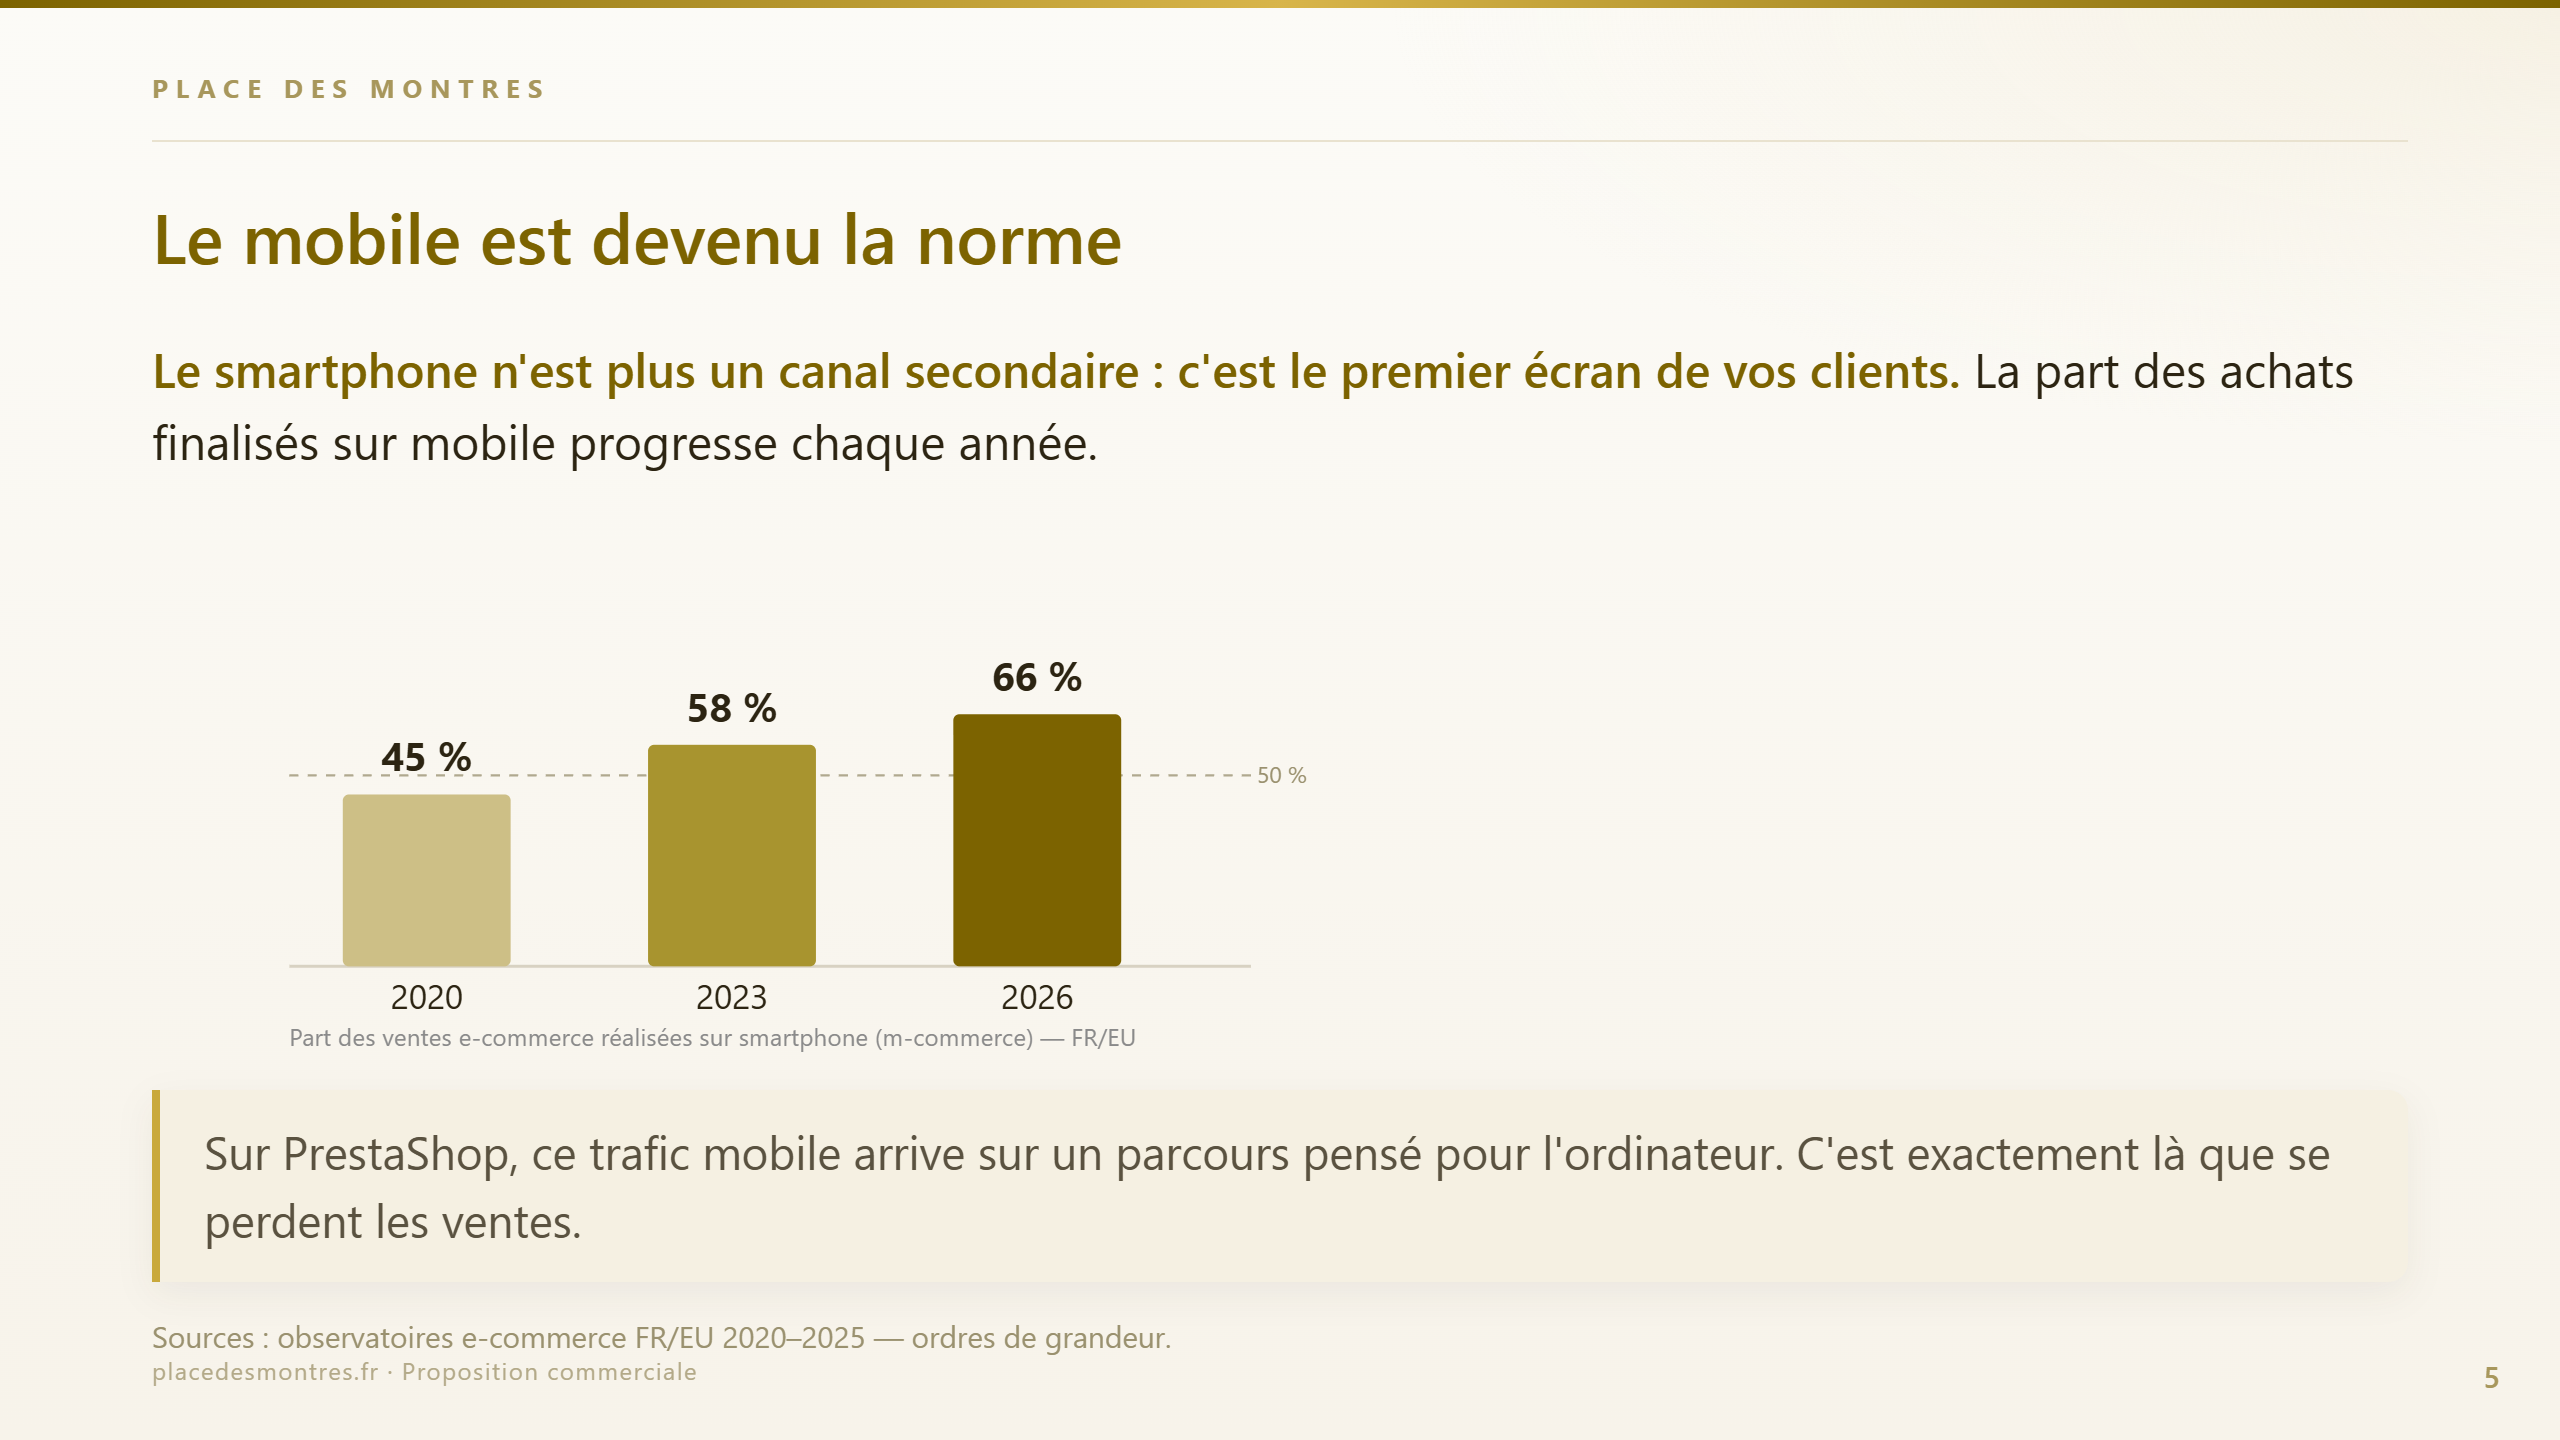 PLACE DES MONTRES
Le mobile est devenu la norme
Le smartphone n'est plus un canal secondaire : c'est le premier écran de vos clients. La part des achats
finalisés sur mobile progresse chaque année.
66 %
58 %
45 %
50 %
2020 2023 2026
Part des ventes e-commerce réalisées sur smartphone (m-commerce) — FR/EU
Sur PrestaShop, ce trafic mobile arrive sur un parcours pensé pour l'ordinateur. C'est exactement là que se
perdent les ventes.
Sources : observatoires e-commerce FR/EU 2020–2025 — ordres de grandeur.
placedesmontres.fr · Proposition commerciale
5